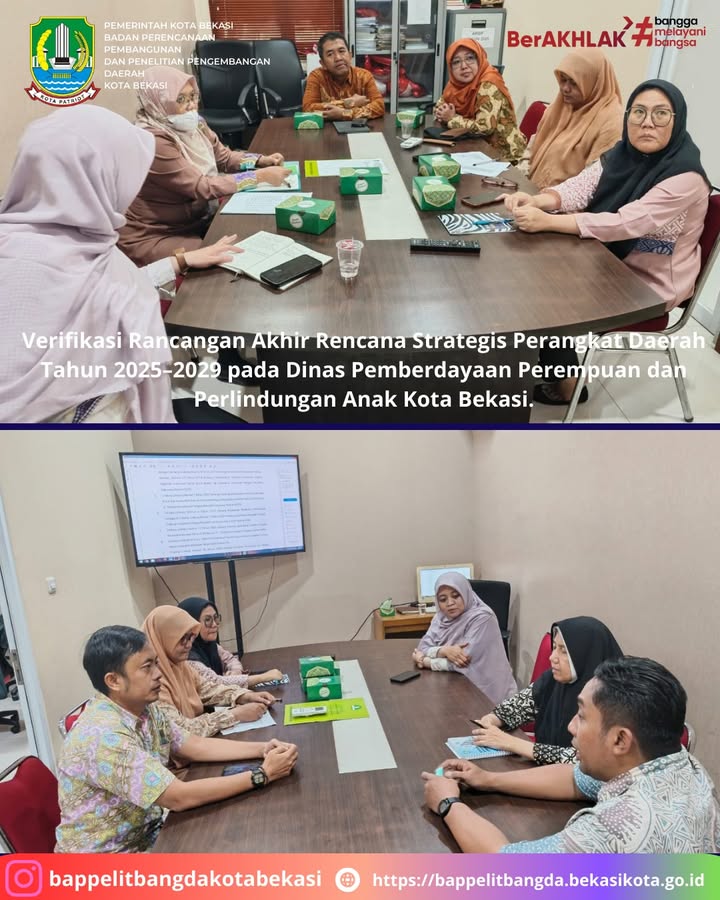 PEMERINTAH KOTA BEKASI
BADAN PERENCANAAN
PEMBANGUNAN
DAN PENELITIAN PENGEMBANGAN
DAERAH
KOTA BEKASI
KOTA PATRIOT
BerAKHLAK
#bangga
melayani
bangsa
Verifikasi Rancangan Akhir Rencana Strategis Perangkat Daerah
Tahun 2025–2029 pada Dinas Pemberdayaan Perempuan dan
Perlindungan Anak Kota Bekasi.
bappelitbangdakotabekasi
https://bappelitbangda.bekasikota.go.id